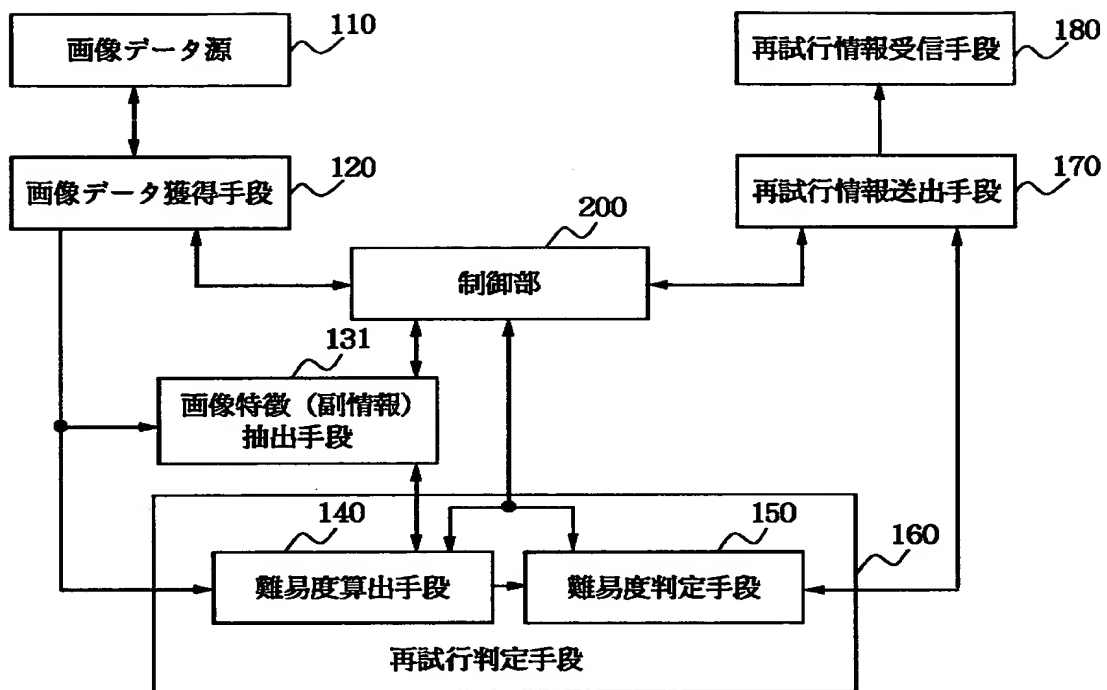 画像データ源
110
再試行情報受信手段
180
画像データ獲得手段
120
再試行情報送出手段
170
制御部
200
131
画像特徴（副情報）
抽出手段
140
難易度算出手段
150
難易度判定手段
160
再試行判定手段